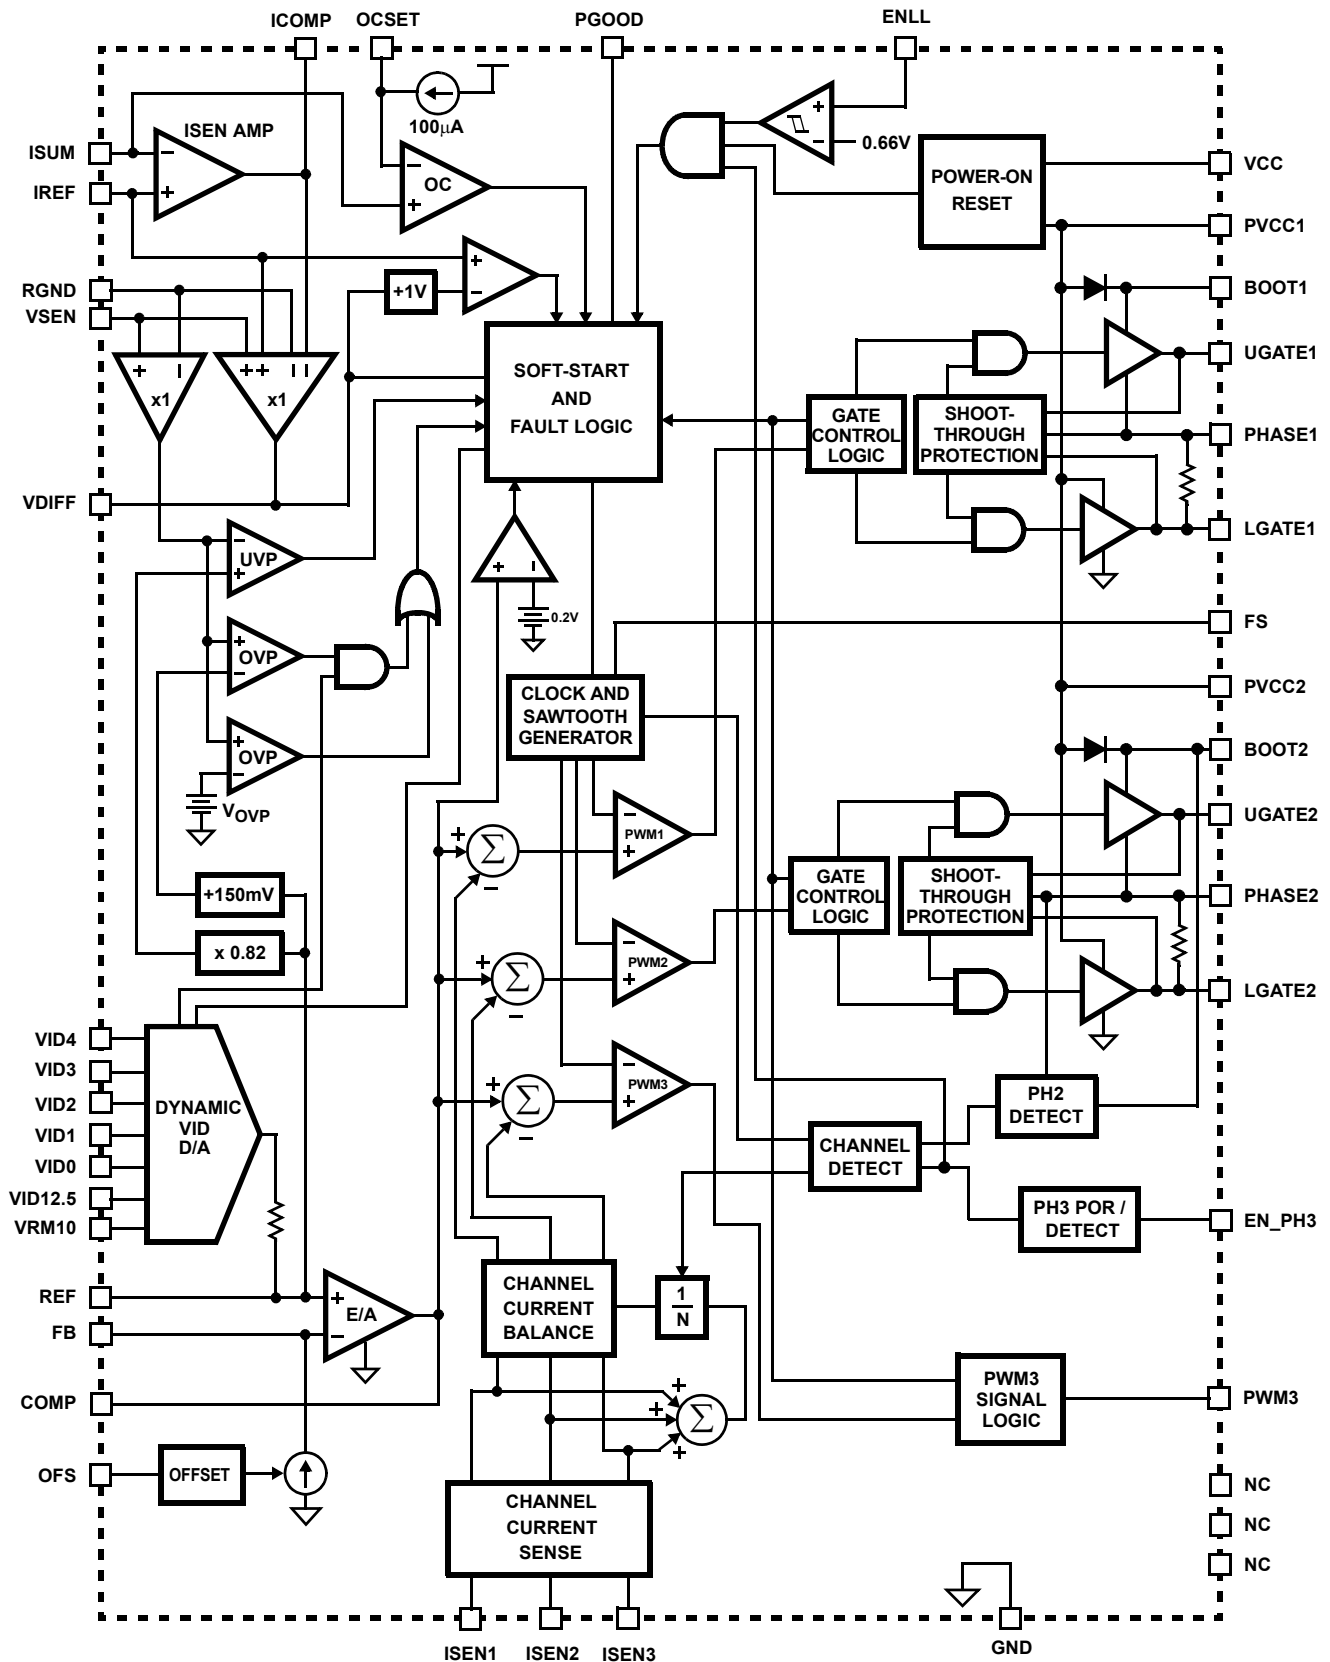 ICOMP
OCSET
PGOOD
ENLL
100µA
ISEN AMP
ISUM
IREF
−
+
−
OC
+
+
−
0.66V
POWER-ON
RESET
VCC
PVCC1
RGND
VSEN
+1V
+
−
BOOT1
UGATE1
+ −
x1
++ − −
x1
SOFT-START
AND
FAULT LOGIC
GATE
CONTROL
LOGIC
SHOOT-
THROUGH
PROTECTION
PHASE1
LGATE1
VDIFF
−
UVP
+
+ −
0.2V
+
OVP
−
+
OVP
−
VOVP
FS
PVCC2
BOOT2
UGATE2
CLOCK AND
SAWTOOTH
GENERATOR
−
PWM1
+
+
Σ
−
+150mV
x 0.82
GATE
CONTROL
LOGIC
SHOOT-
THROUGH
PROTECTION
PHASE2
LGATE2
−
PWM2
+
+
Σ
−
VID4
VID3
VID2
VID1
VID0
VID12.5
VRM10
DYNAMIC
VID
D/A
−
PWM3
+
+
Σ
−
PH2
DETECT
CHANNEL
DETECT
PH3 POR /
DETECT
EN_PH3
REF
FB
+
E/A
−
CHANNEL
CURRENT
BALANCE
1
N
COMP
+
+
Σ
+
PWM3
SIGNAL
LOGIC
PWM3
OFS
OFFSET
CHANNEL
CURRENT
SENSE
NC
NC
NC
ISEN1
ISEN2
ISEN3
GND